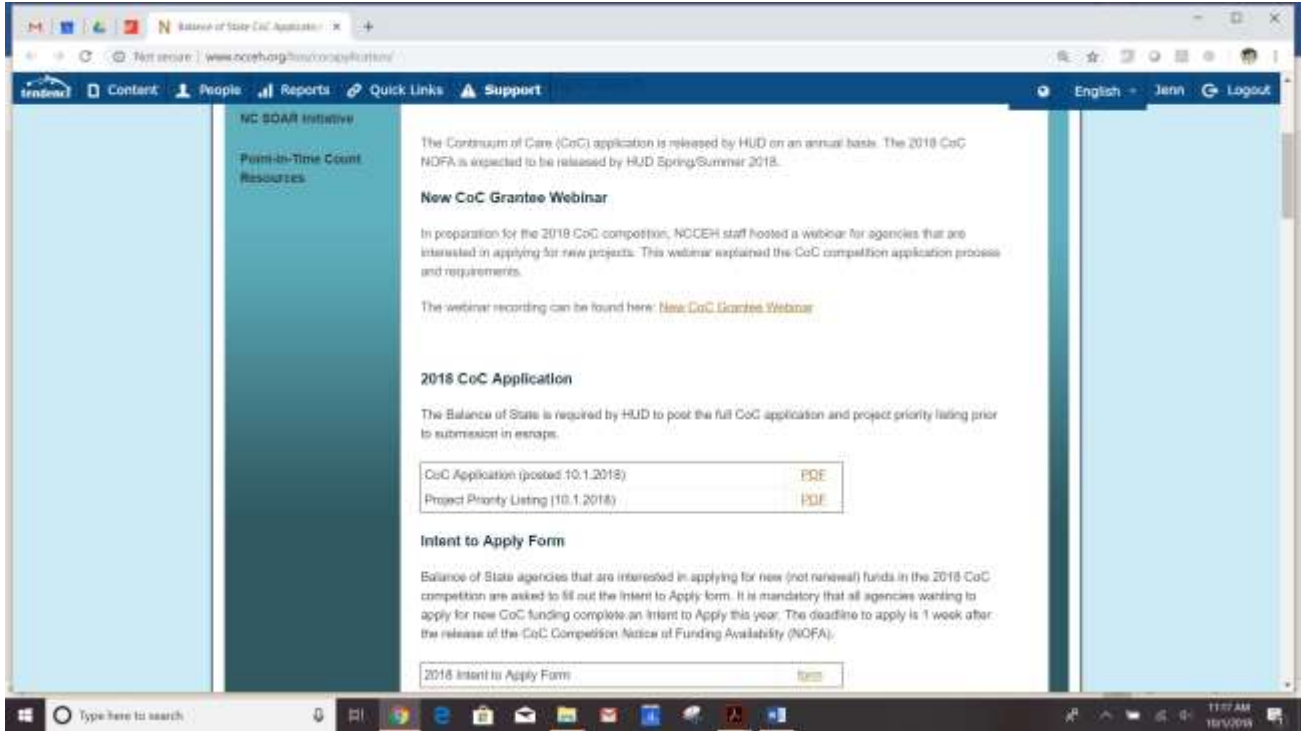 Balance of State CoC Applicatio
Not secure | www.ncceh.org/bos/cocapplication/
tendenci Content People Reports Quick Links Support English Jenn Logout
NC SOAR Initiative
Point-in-Time Count
Resources
The Continuum of Care (CoC) application is released by HUD on an annual basis. The 2018 CoC
NOFA is expected to be released by HUD Spring/Summer 2018.
New CoC Grantee Webinar
In preparation for the 2018 CoC competition, NCCEH staff hosted a webinar for agencies that are
interested in applying for new projects. This webinar explained the CoC competition application process
and requirements.
The webinar recording can be found here: New CoC Grantee Webinar
2018 CoC Application
The Balance of State is required by HUD to post the full CoC application and project priority listing prior
to submission in esnaps.
CoC Application (posted 10.1.2018) PDF
Project Priority Listing (10.1.2018) PDF
Intent to Apply Form
Balance of State agencies that are interested in applying for new (not renewal) funds in the 2018 CoC
competition are asked to fill out the Intent to Apply form. It is mandatory that all agencies wanting to
apply for new CoC funding complete an Intent to Apply this year. The deadline to apply is 1 week after
the release of the CoC Competition Notice of Funding Availability (NOFA).
2018 Intent to Apply Form form
Type here to search
11:17 AM